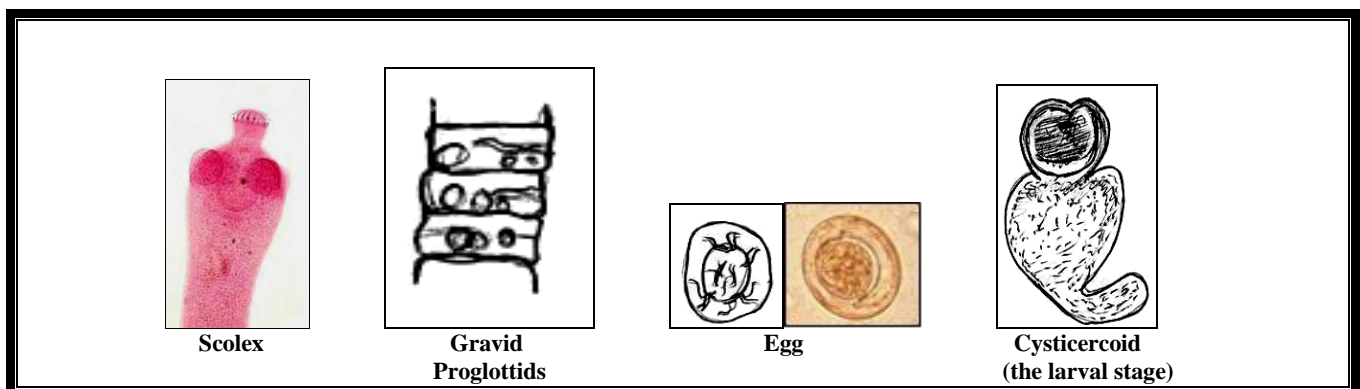 Scolex
Gravid
Proglottids
Egg
Cysticercoid
(the larval stage)